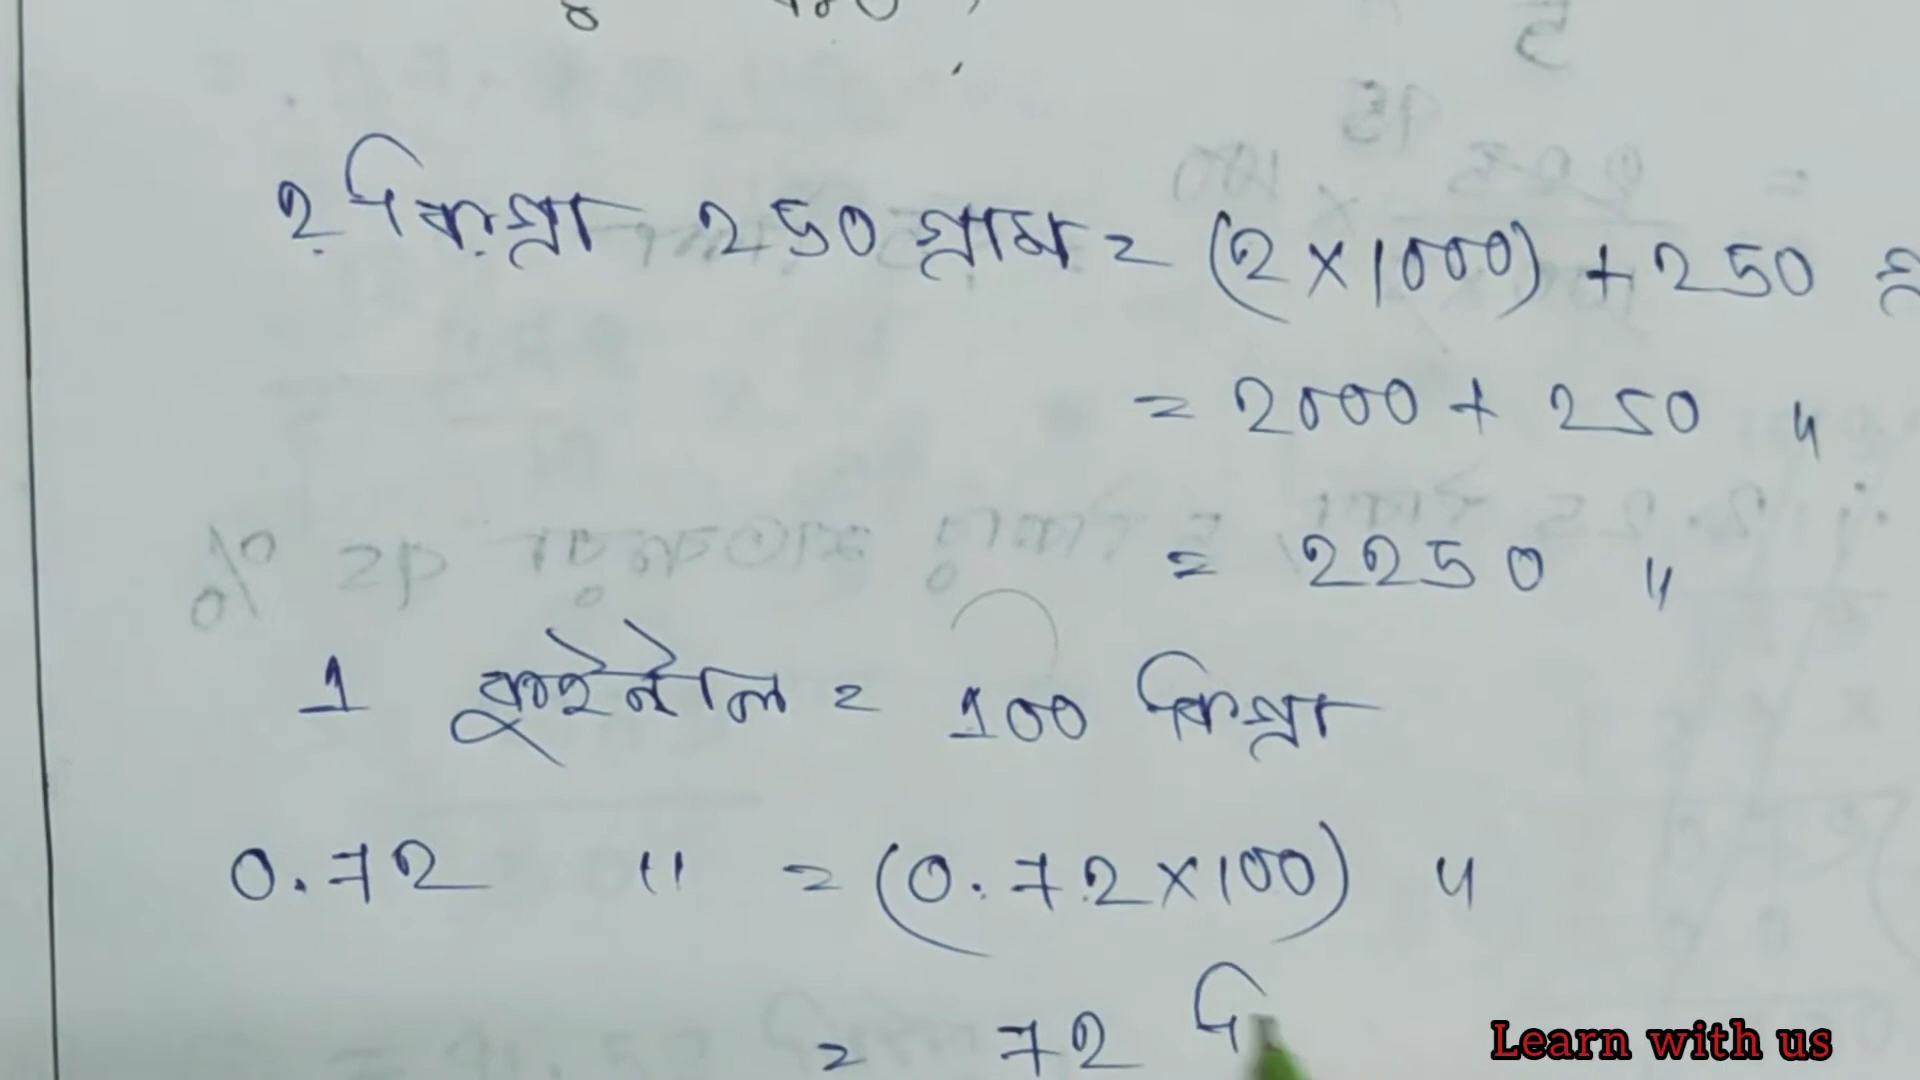 2 কিগ্রা 250 গ্রাম = (2×1000) + 250
= 2000 + 250 "
= 2250 "
1 কুইন্টাল = 100 কিগ্রা
0.72 " = (0.72×100) "
= 72 কি
Learn with us